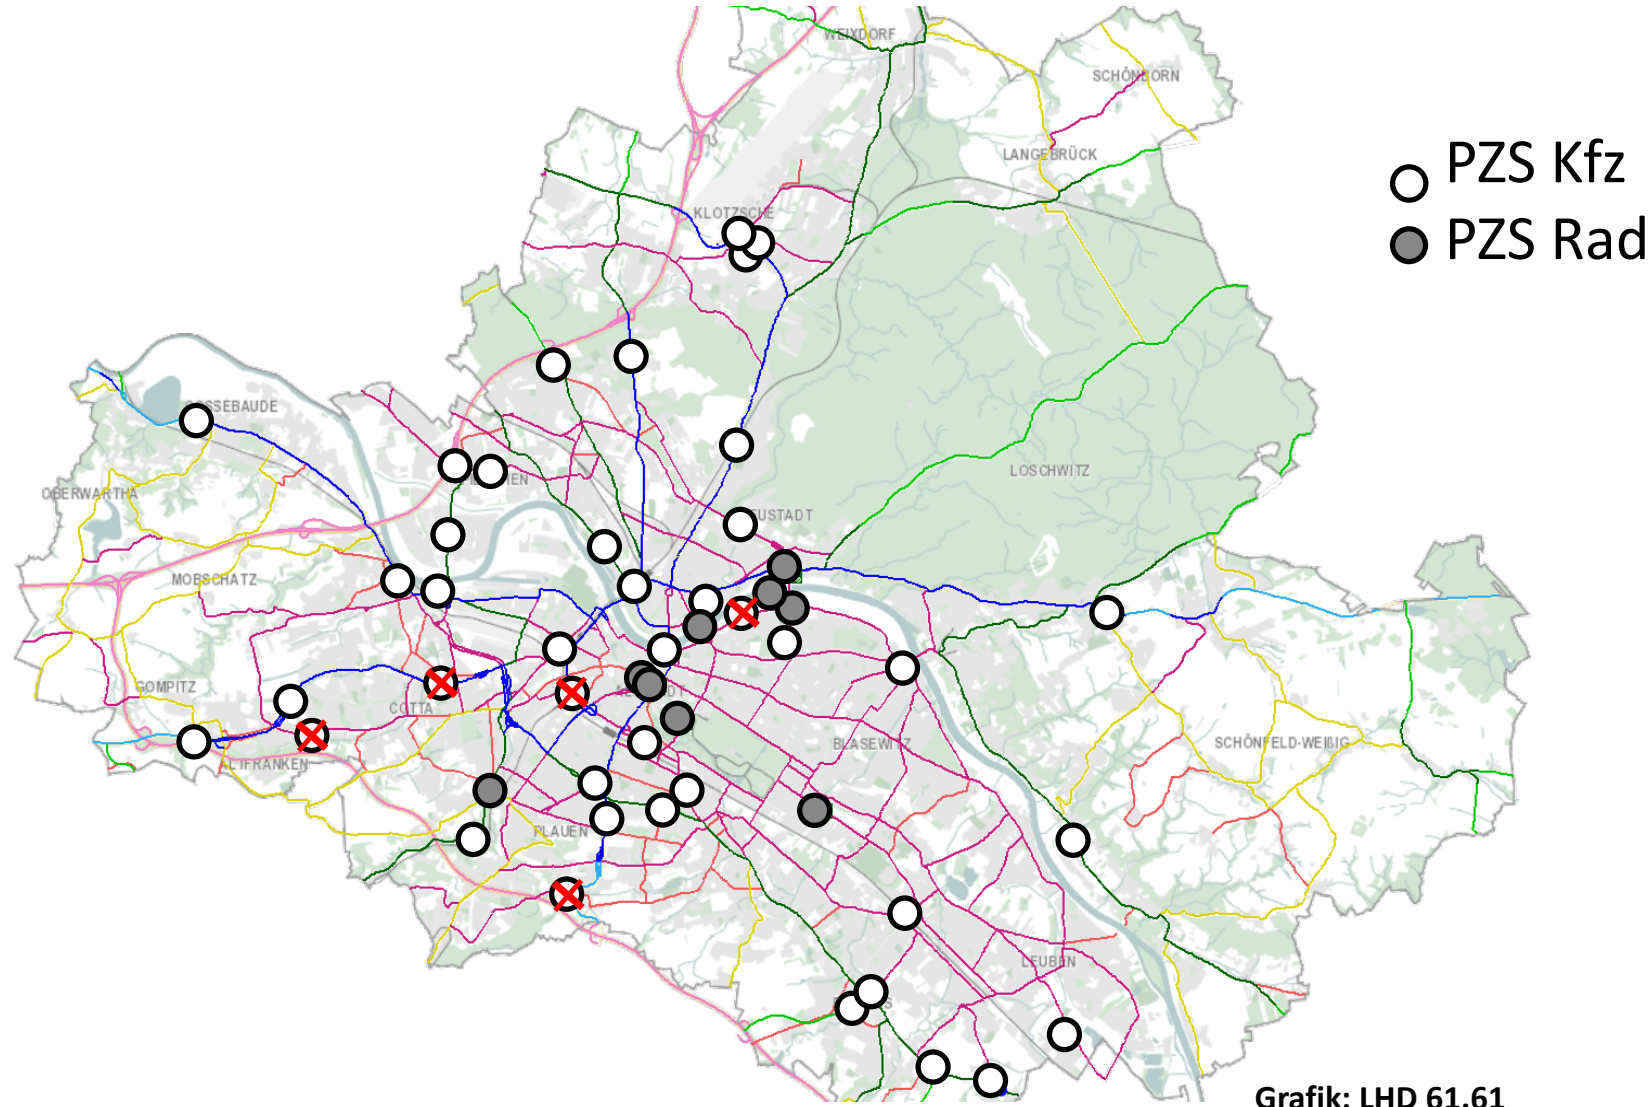 WEIXDORF
SCHÖNBORN
LANGEBRÜCK
PZS Kfz
KLOTZSCHE
PZS Rad
LOSCHWITZ
OBERWARTHA
MOBSCHATZ
GOMPITZ
COTTA
BLASEWITZ
SCHÖNFELD-WEIẞIG
PLAUEN
LEUBEN
Grafik: LHD 61.61